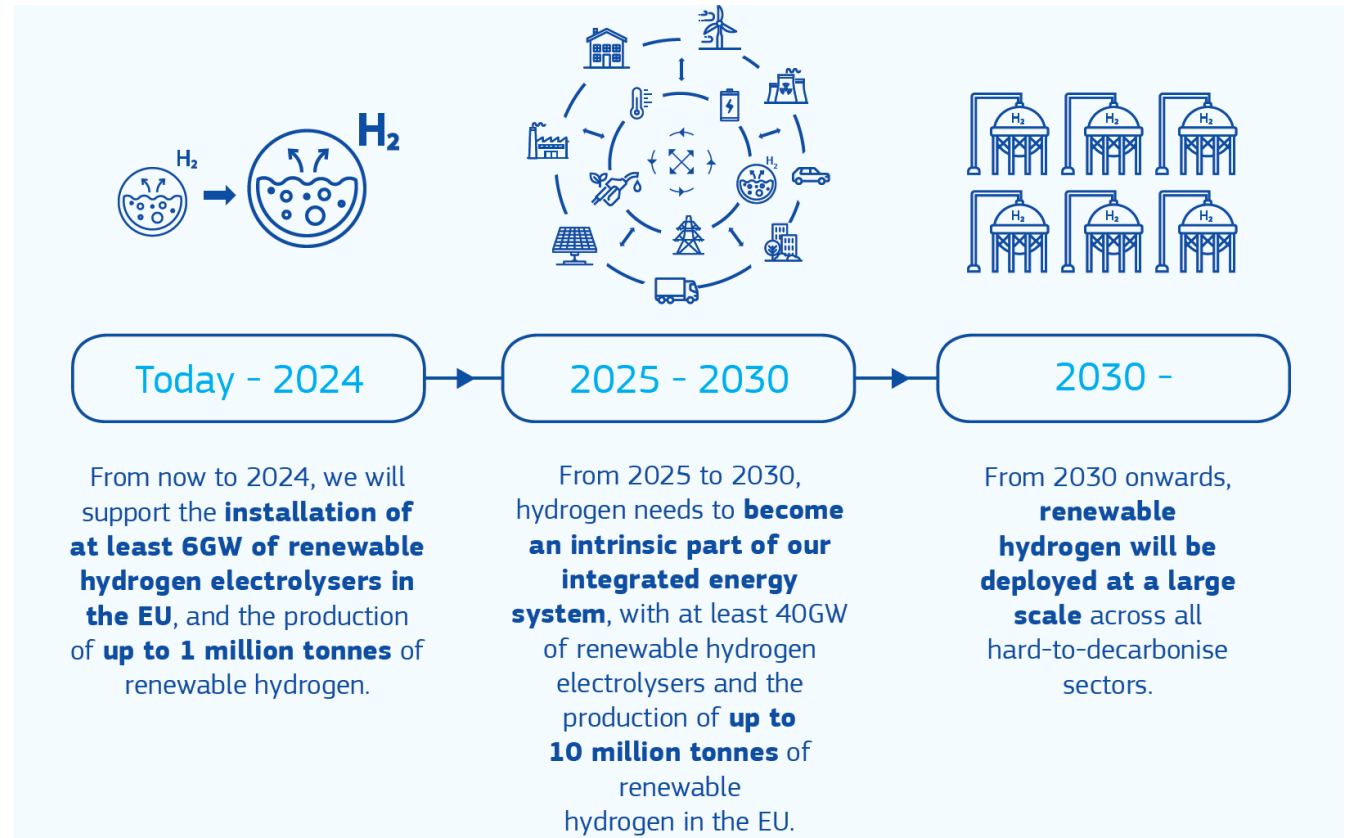 H₂
H₂
H₂
H₂
H₂
H₂
H₂
H₂
H₂
Today - 2024
2025 - 2030
2030 -
From now to 2024, we will
support the installation of
at least 6GW of renewable
hydrogen electrolysers in
the EU, and the production
of up to 1 million tonnes of
renewable hydrogen.
From 2025 to 2030,
hydrogen needs to become
an intrinsic part of our
integrated energy
system, with at least 40GW
of renewable hydrogen
electrolysers and the
production of up to
10 million tonnes of
renewable
hydrogen in the EU.
From 2030 onwards,
renewable
hydrogen will be
deployed at a large
scale across all
hard-to-decarbonise
sectors.